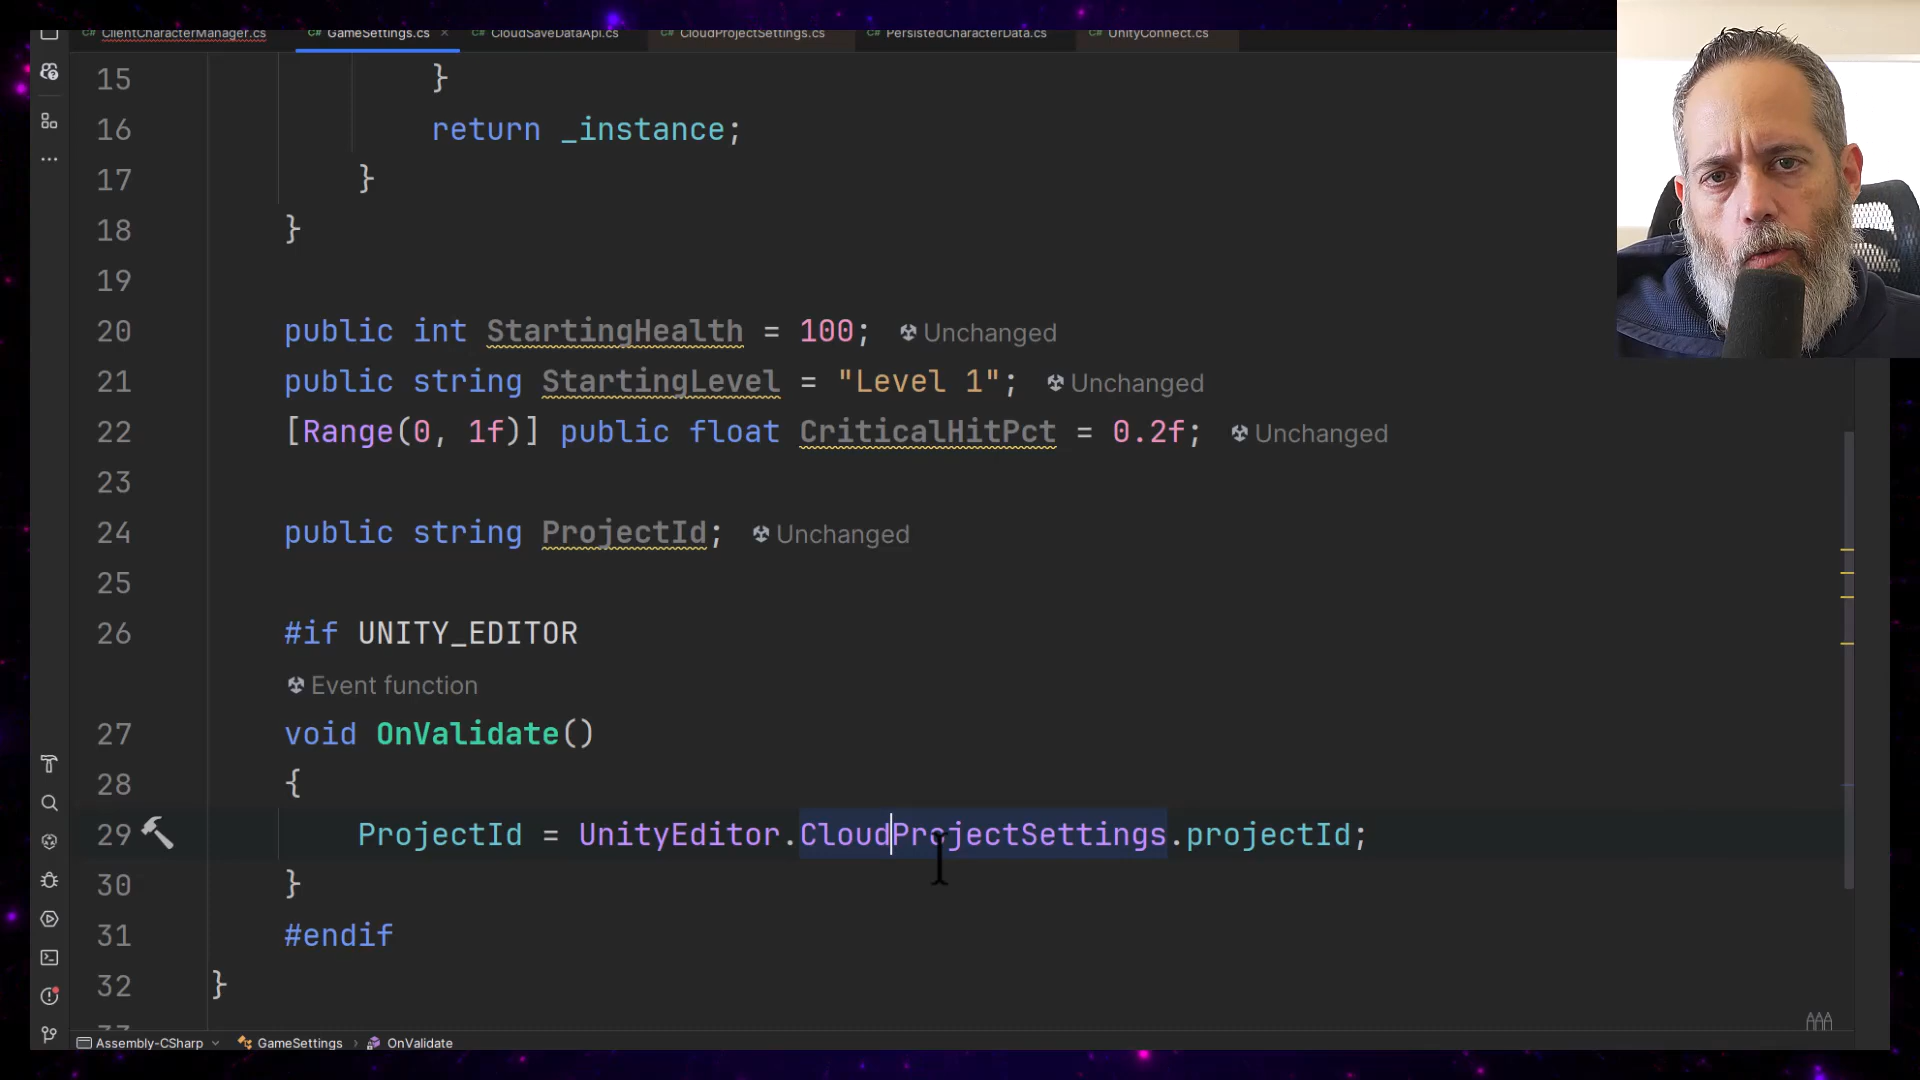 C# ClientCharacterManager.cs C# GameSettings.cs × C# CloudSaveDataApi.cs C# CloudProjectSettings.cs C# PersistedCharacterData.cs C# UnityConnect.cs
15 }
16 return _instance;
17 }
18 }
19
20 public int StartingHealth = 100; Unchanged
21 public string StartingLevel = "Level 1"; Unchanged
22 [Range(0, 1f)] public float CriticalHitPct = 0.2f; Unchanged
23
24 public string ProjectId; Unchanged
25
26 #if UNITY_EDITOR
Event function
27 void OnValidate()
28 {
29 ProjectId = UnityEditor.CloudProjectSettings.projectId;
30 }
31 #endif
32 }
Assembly-CSharp GameSettings › OnValidate